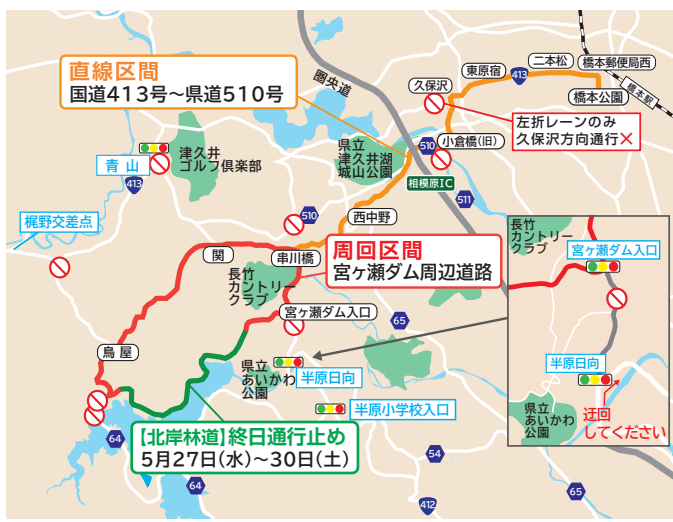 直線区間
国道413号～県道510号
圏央道
久保沢
東原宿
413
二本松
橋本郵便局西
橋本駅
橋本公園
左折レーンのみ
久保沢方向通行×
小倉橋(旧)
510
県立
津久井湖
城山公園
相模原IC
511
津久井
ゴルフ倶楽部
青山
413
梶野交差点
510
西中野
関
串川橋
周回区間
宮ヶ瀬ダム周辺道路
長竹
カントリー
クラブ
宮ヶ瀬ダム入口
65
鳥屋
県立
あいかわ
公園
半原日向
半原小学校入口
【北岸林道】終日通行止め
5月27日(水)～30日(土)
64
64
54
412
65
長竹
カントリー
クラブ
宮ヶ瀬ダム入口
半原日向
県立
あいかわ
公園
迂回
してください